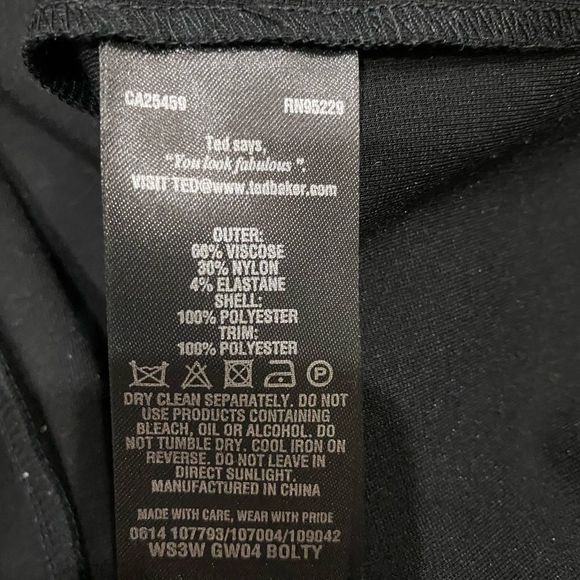 CA25459 RN95229
Ted says,
"You look fabulous ".
VISIT TED@www.tedbaker.com
OUTER:
66% VISCOSE
30% NYLON
4% ELASTANE
SHELL:
100% POLYESTER
TRIM:
100% POLYESTER
P
DRY CLEAN SEPARATELY. DO NOT
USE PRODUCTS CONTAINING
BLEACH, OIL OR ALCOHOL. DO
NOT TUMBLE DRY. COOL IRON ON
REVERSE. DO NOT LEAVE IN
DIRECT SUNLIGHT.
MANUFACTURED IN CHINA
MADE WITH CARE, WEAR WITH PRIDE
0614 107793/107004/109042
WS3W GW04 BOLTY